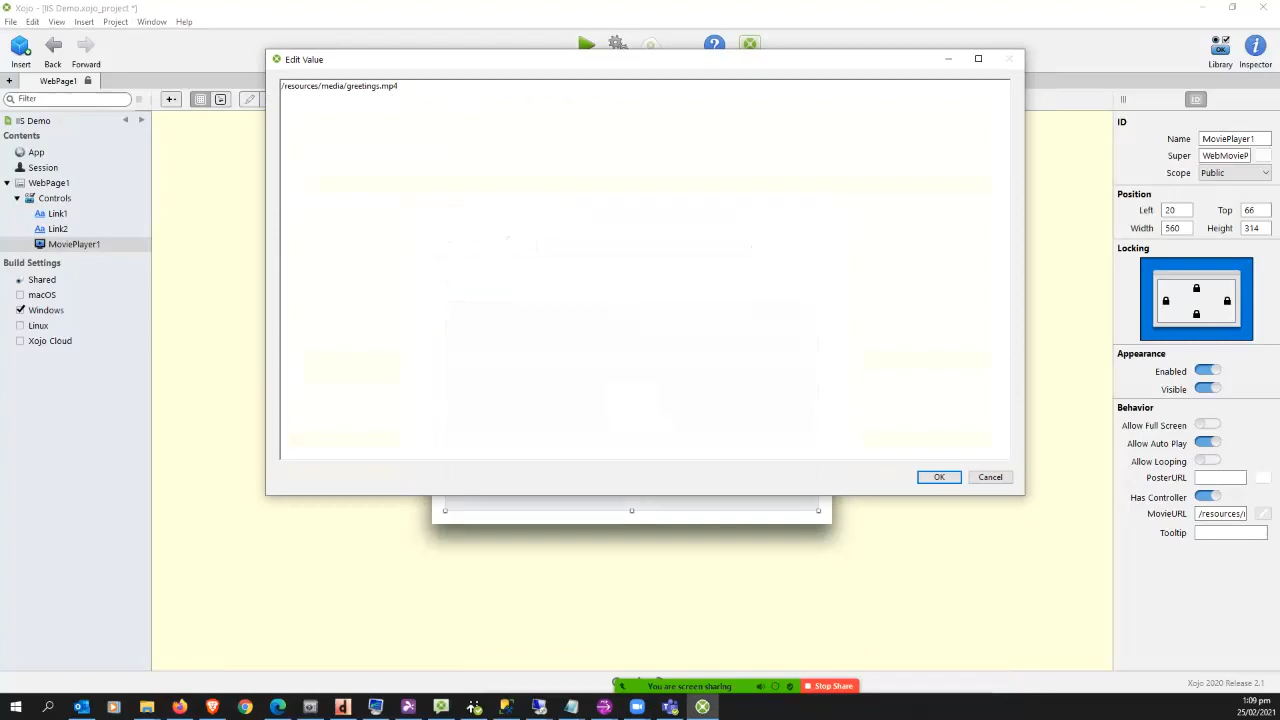 Xojo - [IIS Demo.xojo_project *]
File Edit View Insert Project Window Help
Insert Back Forward Library Inspector
WebPage1
Edit Value
/resources/media/greetings.mp4
OK Cancel
Filter
IIS Demo
Contents
App
Session
WebPage1
Controls
Link1
Link2
MoviePlayer1
Build Settings
Shared
macOS
Windows
Linux
Xojo Cloud
ID
ID
Name MoviePlayer1
Super WebMovieP
Scope Public
Position
Left 20 Top 66
Width 560 Height 314
Locking
Appearance
Enabled
Visible
Behavior
Allow Full Screen
Allow Auto Play
Allow Looping
PosterURL
Has Controller
MovieURL /resources/
Tooltip
You are screen sharing Stop Share
Xojo 2020 Release 2.1
1:09 pm
25/02/2021